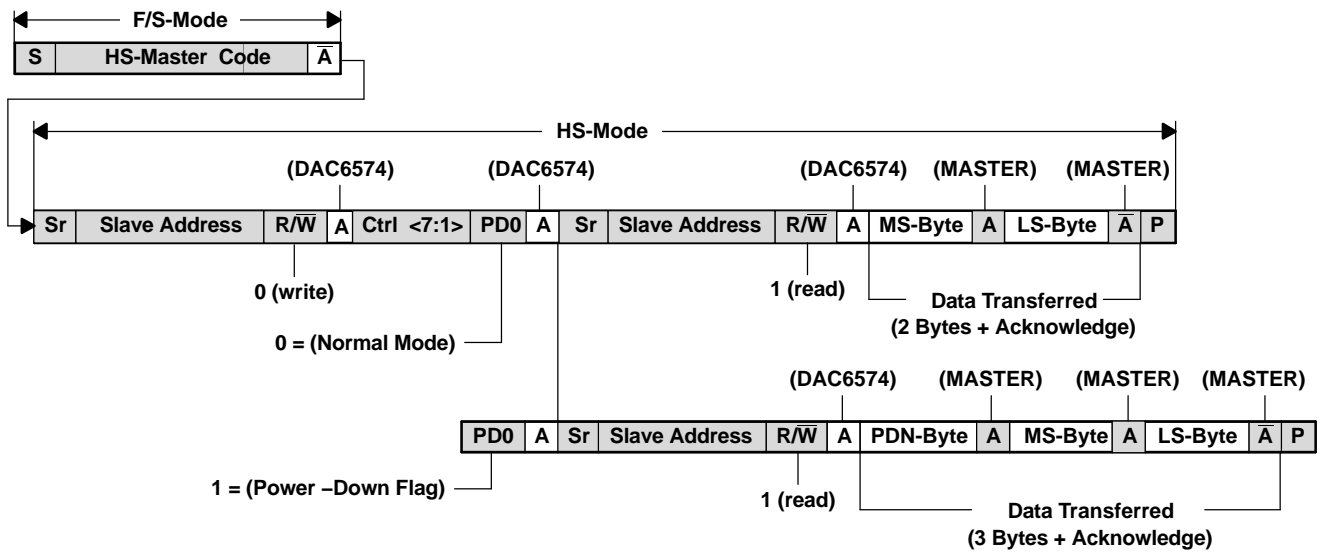 F/S-Mode
S HS-Master Code A̅
HS-Mode
(DAC6574) (DAC6574) (DAC6574) (MASTER) (MASTER)
Sr Slave Address R/W̅ A Ctrl <7:1> PD0 A Sr Slave Address R/W̅ A MS-Byte A LS-Byte A̅ P
0 (write) 1 (read) Data Transferred
(2 Bytes + Acknowledge)
0 = (Normal Mode)
(DAC6574) (MASTER) (MASTER) (MASTER)
PD0 A Sr Slave Address R/W̅ A PDN-Byte A MS-Byte A LS-Byte A̅ P
1 = (Power −Down Flag) 1 (read) Data Transferred
(3 Bytes + Acknowledge)